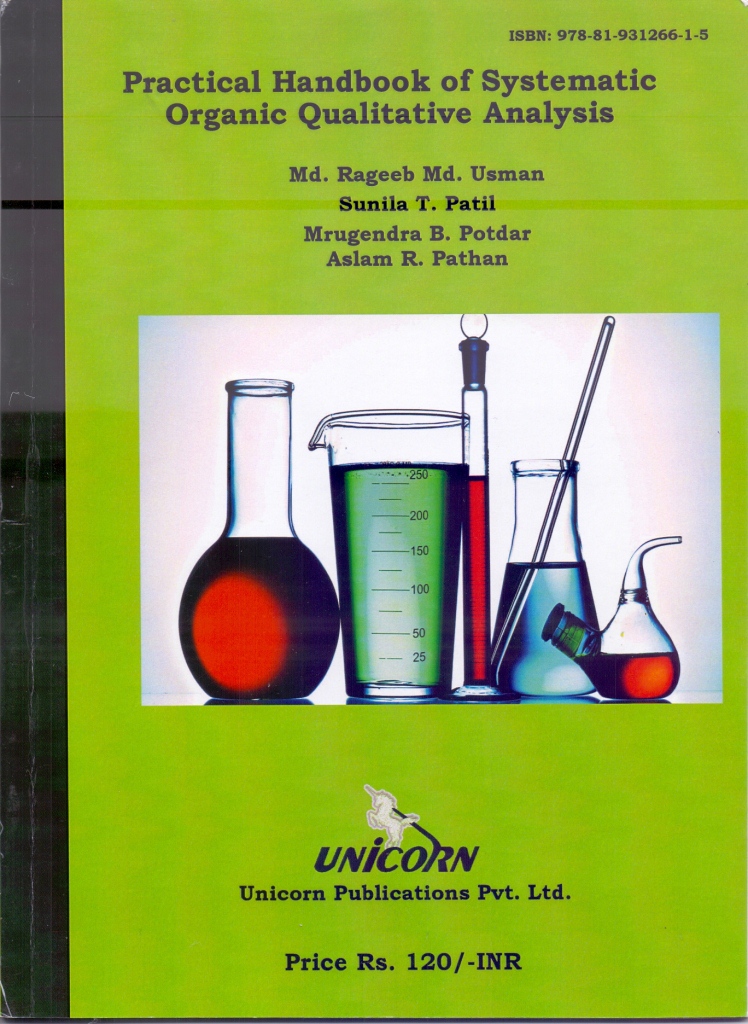 ISBN: 978-81-931266-1-5
Practical Handbook of Systematic
Organic Qualitative Analysis
Md. Rageeb Md. Usman
Sunila T. Patil
Mrugendra B. Potdar
Aslam R. Pathan
250
200
150
100
50
25
UNiCORN
Unicorn Publications Pvt. Ltd.
Price Rs. 120/-INR